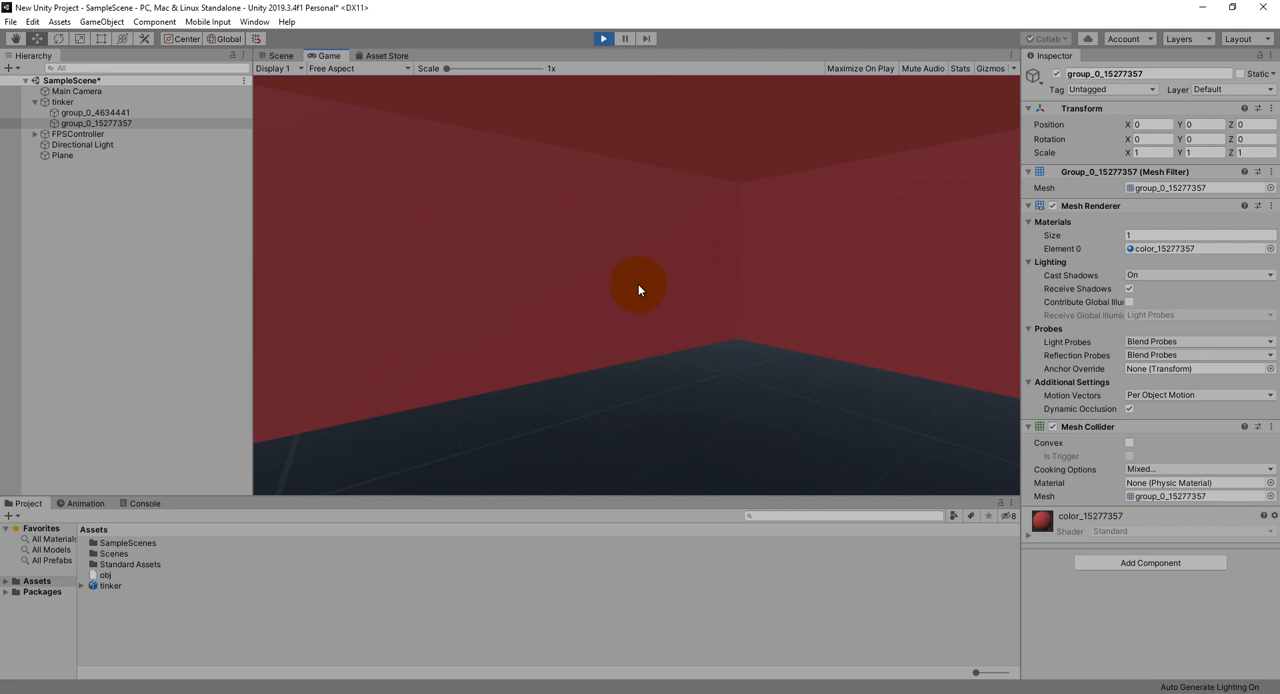 New Unity Project - SampleScene - PC, Mac & Linux Standalone - Unity 2019.3.4f1 Personal* <DX11>
File Edit Assets GameObject Component Mobile Input Window Help
Center Global Collab Account Layers Layout
Hierarchy
All
SampleScene*
Main Camera
tinker
group_0_4634441
group_0_15277357
FPSController
Directional Light
Plane
Scene Game Asset Store
Display 1 Free Aspect Scale 1x Maximize On Play Mute Audio Stats Gizmos
Inspector
group_0_15277357 Static
Tag Untagged Layer Default
Transform
Position X 0 Y 0 Z 0
Rotation X 0 Y 0 Z 0
Scale X 1 Y 1 Z 1
Group_0_15277357 (Mesh Filter)
Mesh group_0_15277357
Mesh Renderer
Materials
Size 1
Element 0 color_15277357
Lighting
Cast Shadows On
Receive Shadows
Contribute Global Illu
Receive Global Illumi Light Probes
Probes
Light Probes Blend Probes
Reflection Probes Blend Probes
Anchor Override None (Transform)
Additional Settings
Motion Vectors Per Object Motion
Dynamic Occlusion
Mesh Collider
Convex
Is Trigger
Cooking Options Mixed...
Material None (Physic Material)
Mesh group_0_15277357
color_15277357
Shader Standard
Add Component
Project Animation Console
8
Favorites
All Materials
All Models
All Prefabs
Assets
Packages
Assets
SampleScenes
Scenes
Standard Assets
obj
tinker
Auto Generate Lighting On